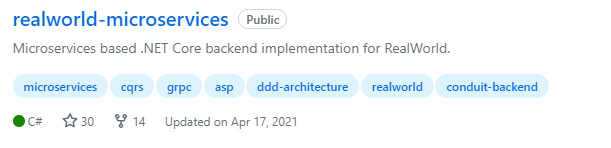 realworld-microservices Public
Microservices based .NET Core backend implementation for RealWorld.
microservices cqrs grpc asp ddd-architecture realworld conduit-backend
C# 30 14 Updated on Apr 17, 2021